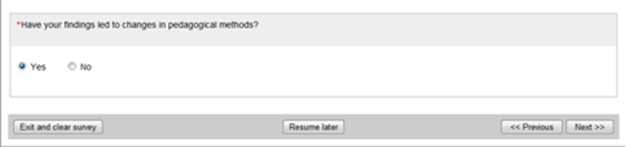 *Have your findings led to changes in pedagogical methods?
Yes No
Exit and clear survey Resume later << Previous Next >>